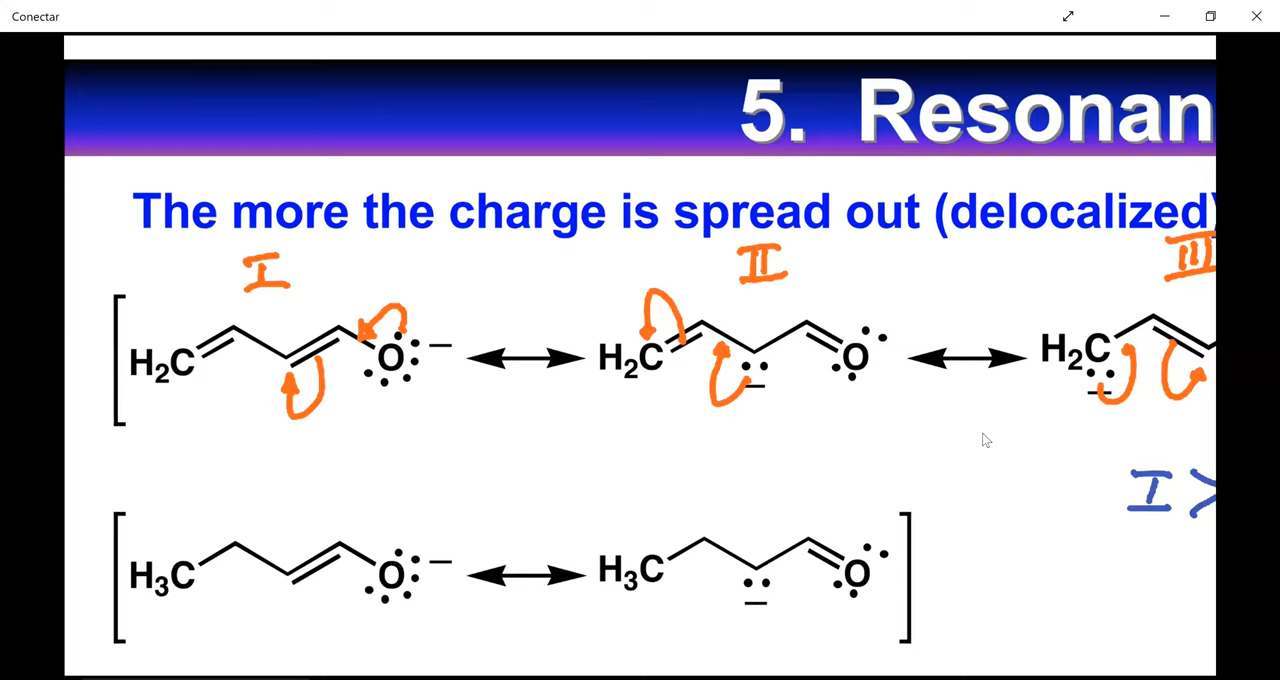 Conectar
5. Resonan
The more the charge is spread out (delocalized)
I II III
H₂C O – H₂C O H₂C
– –
I >
H₃C O – H₃C O
–